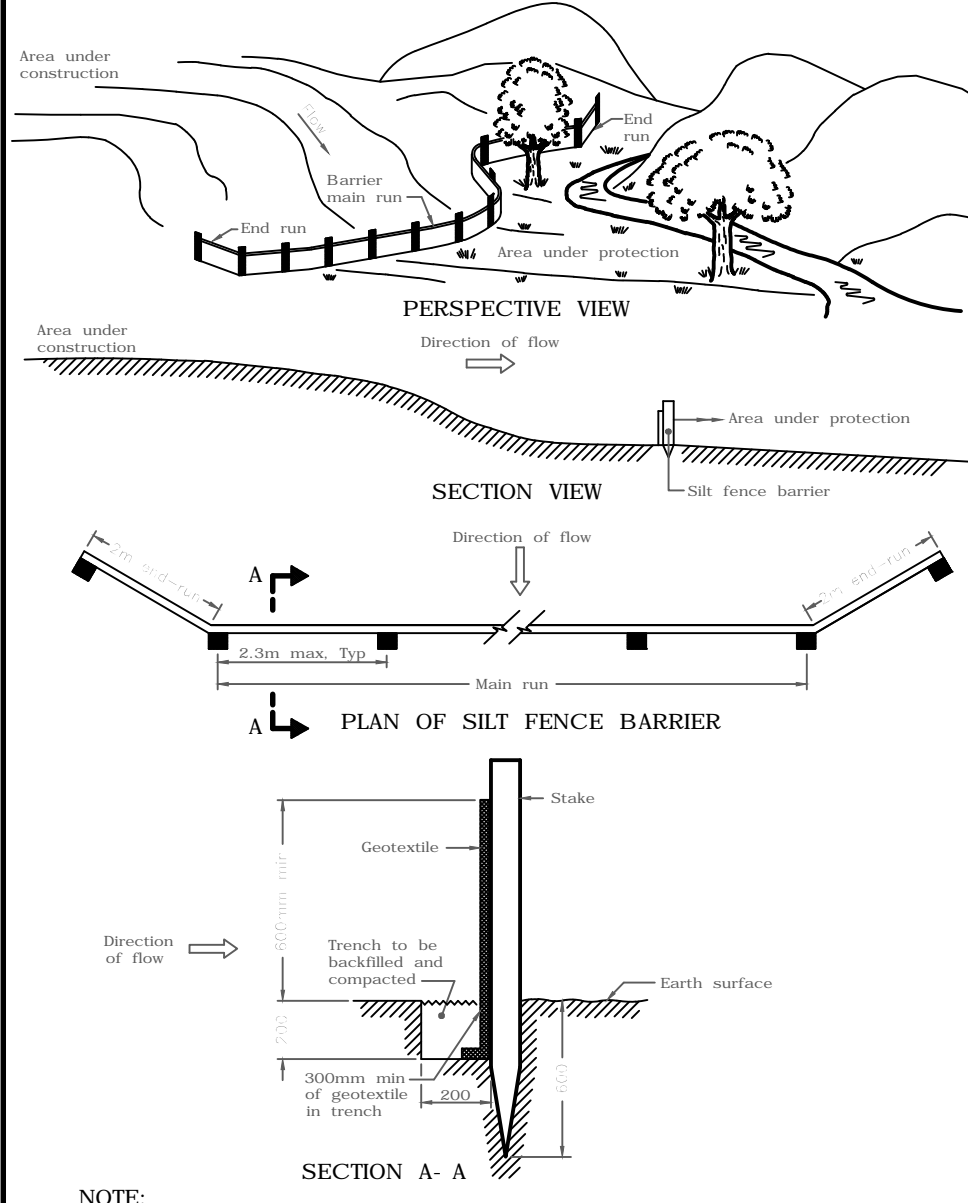 Area under
construction
Flow
End
run
Barrier
main run
End run
Area under protection
PERSPECTIVE VIEW
Area under
construction
Direction of flow
Area under protection
SECTION VIEW
Silt fence barrier
Direction of flow
2m end-run
2m end-run
A
2.3m max, Typ
Main run
A
PLAN OF SILT FENCE BARRIER
Stake
Geotextile
600mm min
Direction
of flow
Trench to be
backfilled and
compacted
Earth surface
200
300mm min
of geotextile
in trench
200
600
SECTION A- A
NOTE: